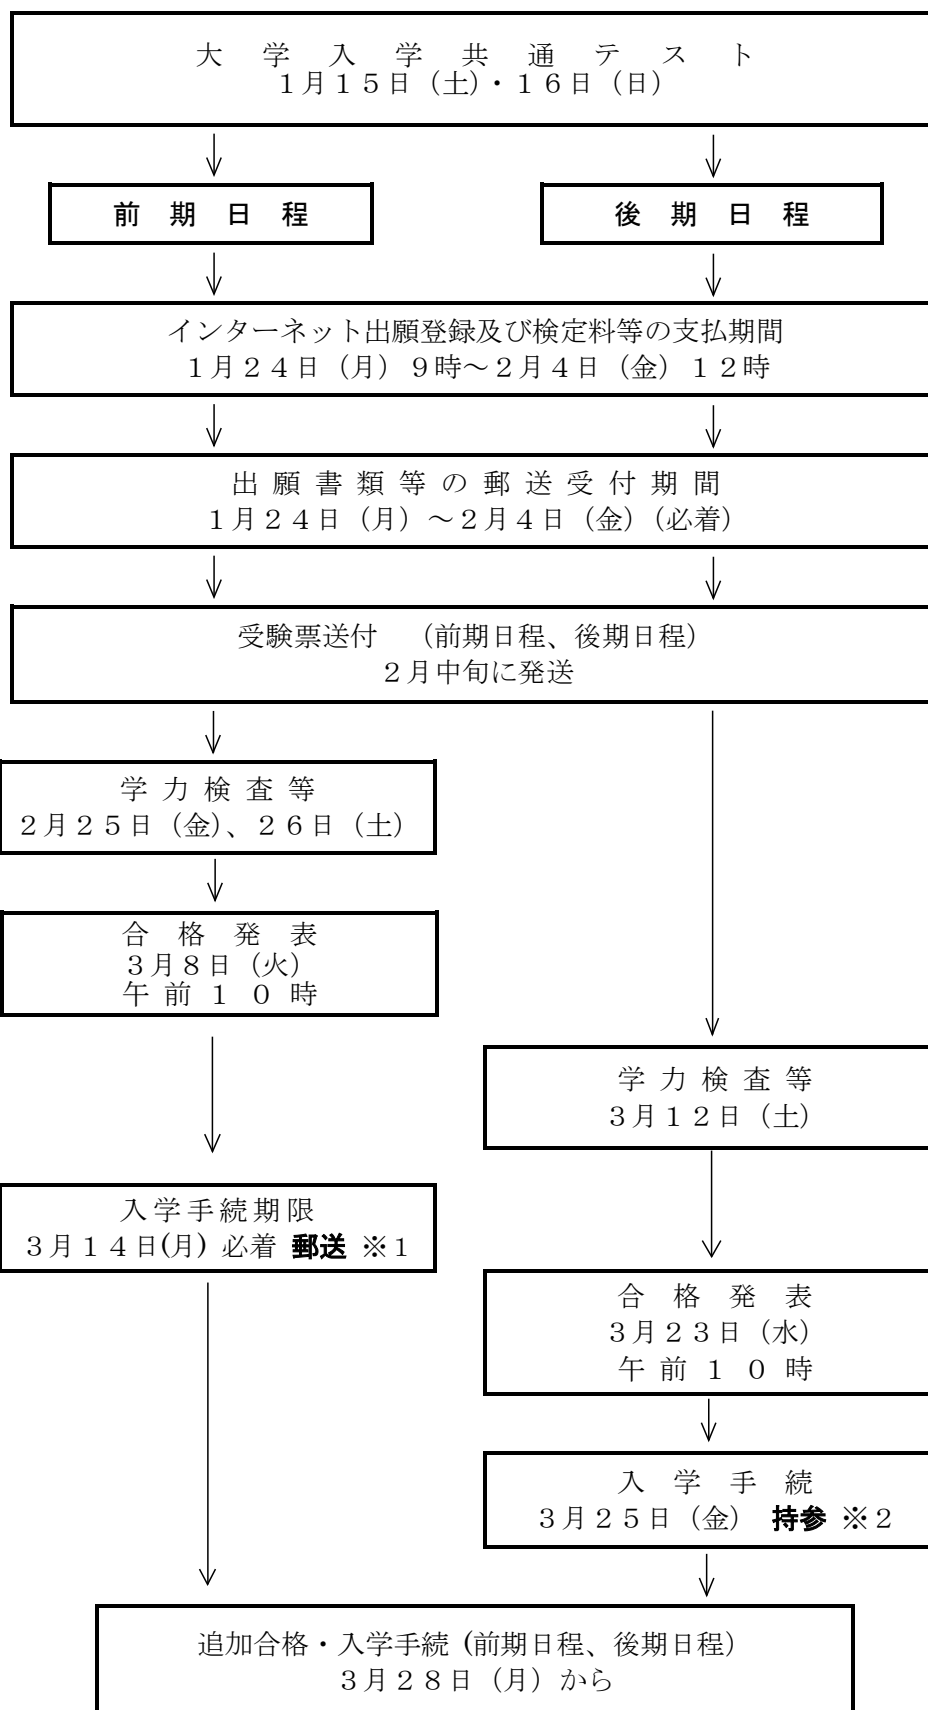 大学入学共通テスト
１月１５日（土）・１６日（日）
前期日程
後期日程
インターネット出願登録及び検定料等の支払期間
１月２４日（月）９時～２月４日（金）１２時
出願書類等の郵送受付期間
１月２４日（月）～２月４日（金）（必着）
受験票送付　（前期日程、後期日程）
２月中旬に発送
学力検査等
２月２５日（金）、２６日（土）
合格発表
３月８日（火）
午前１０時
学力検査等
３月１２日（土）
入学手続期限
３月１４日(月) 必着 郵送 ※１
合格発表
３月２３日（水）
午前１０時
入学手続
３月２５日（金） 持参 ※２
追加合格・入学手続 (前期日程、後期日程）
３月２８日（月）から